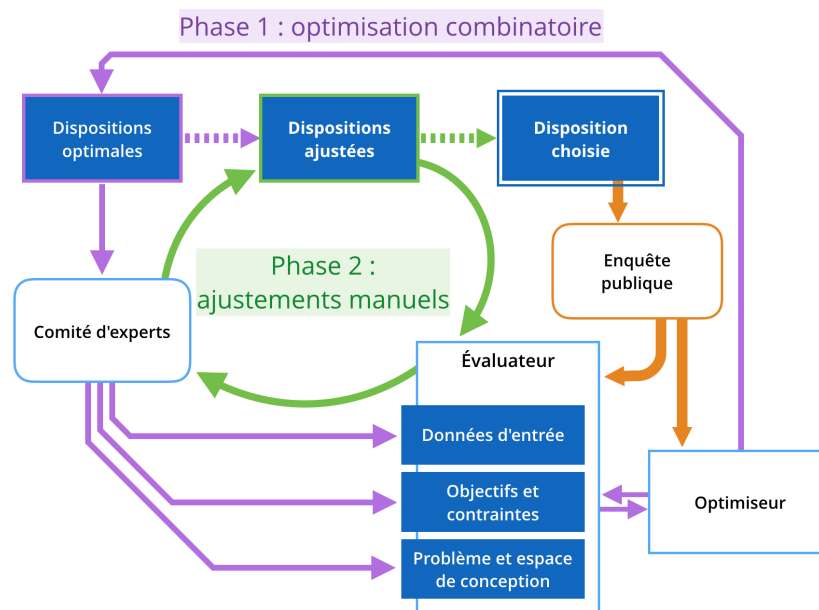 Phase 1 : optimisation combinatoire
Dispositions
optimales
Dispositions
ajustées
Disposition
choisie
Enquête
publique
Phase 2 :
ajustements manuels
Comité d'experts
Évaluateur
Données d'entrée
Objectifs et
contraintes
Problème et espace
de conception
Optimiseur